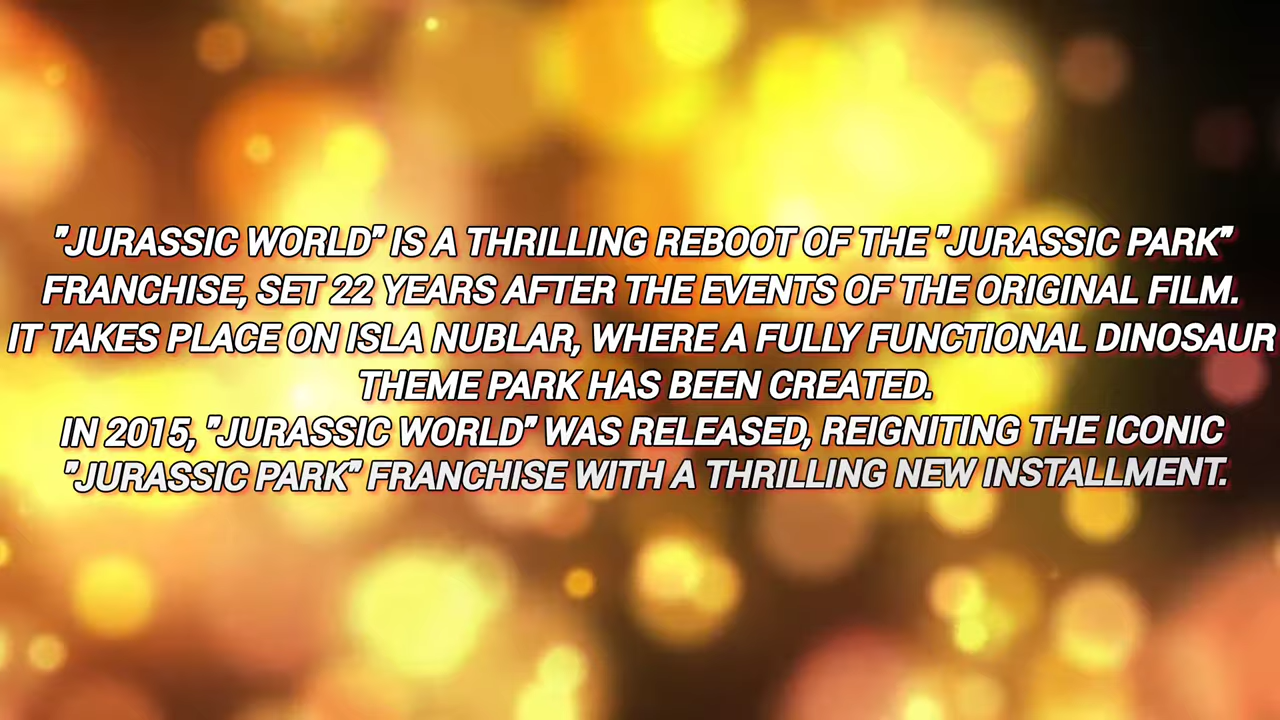 "JURASSIC WORLD" IS A THRILLING REBOOT OF THE "JURASSIC PARK"
FRANCHISE, SET 22 YEARS AFTER THE EVENTS OF THE ORIGINAL FILM.
IT TAKES PLACE ON ISLA NUBLAR, WHERE A FULLY FUNCTIONAL DINOSAUR
THEME PARK HAS BEEN CREATED.
IN 2015, "JURASSIC WORLD" WAS RELEASED, REIGNITING THE ICONIC
"JURASSIC PARK" FRANCHISE WITH A THRILLING NEW INSTALLMENT.